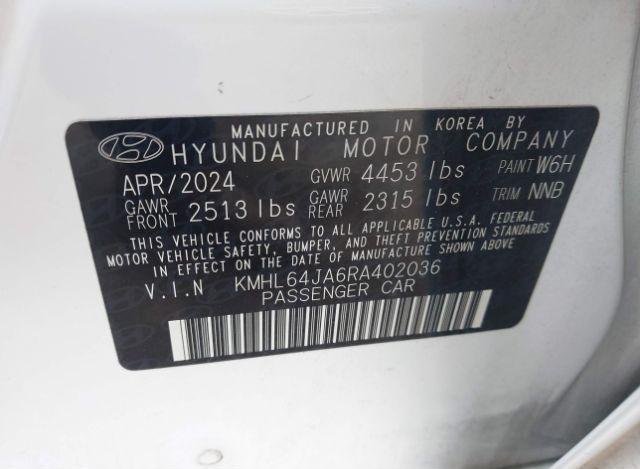 MANUFACTURED IN KOREA BY
HYUNDAI MOTOR COMPANY
APR/2024 GVWR 4453 lbs PAINT W6H
GAWR FRONT 2513 lbs GAWR REAR 2315 lbs TRIM NNB
THIS VEHICLE CONFORMS TO ALL APPLICABLE U.S.A. FEDERAL
MOTOR VEHICLE SAFETY, BUMPER, AND THEFT PREVENTION STANDARDS
IN EFFECT ON THE DATE OF MANUFACTURE SHOWN ABOVE.
V.I.N KMHL64JA6RA402036
PASSENGER CAR